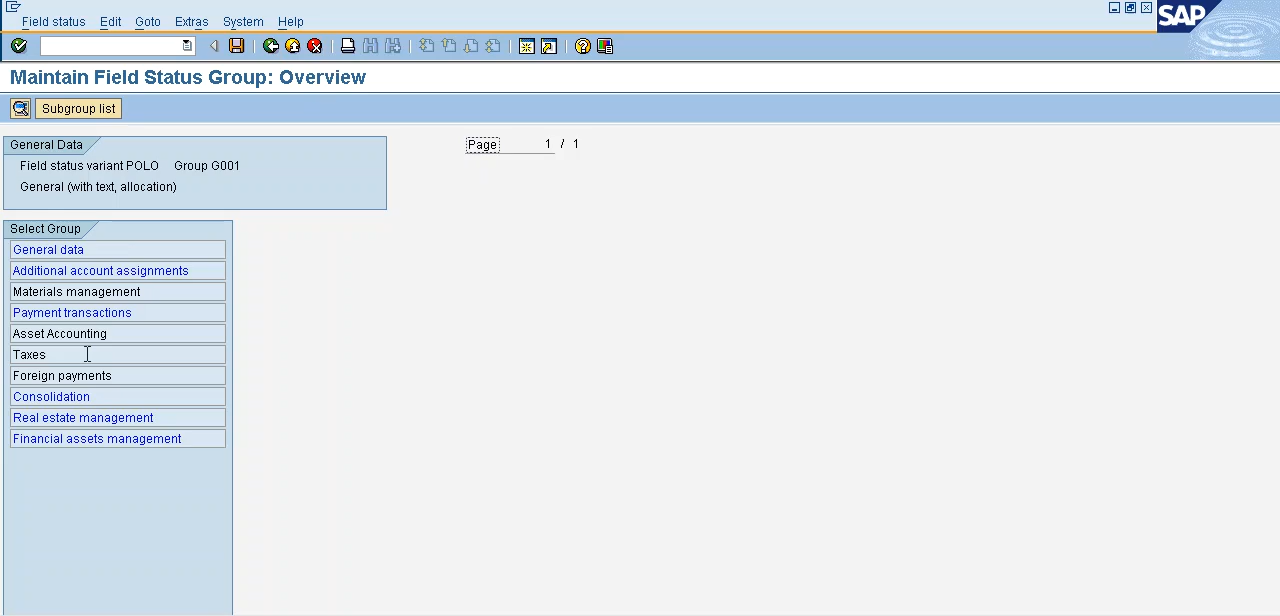 Field status Edit Goto Extras System Help
SAP
Maintain Field Status Group: Overview
Subgroup list
General Data
Page 1 / 1
Field status variant POLO Group G001
General (with text, allocation)
Select Group
General data
Additional account assignments
Materials management
Payment transactions
Asset Accounting
Taxes
Foreign payments
Consolidation
Real estate management
Financial assets management